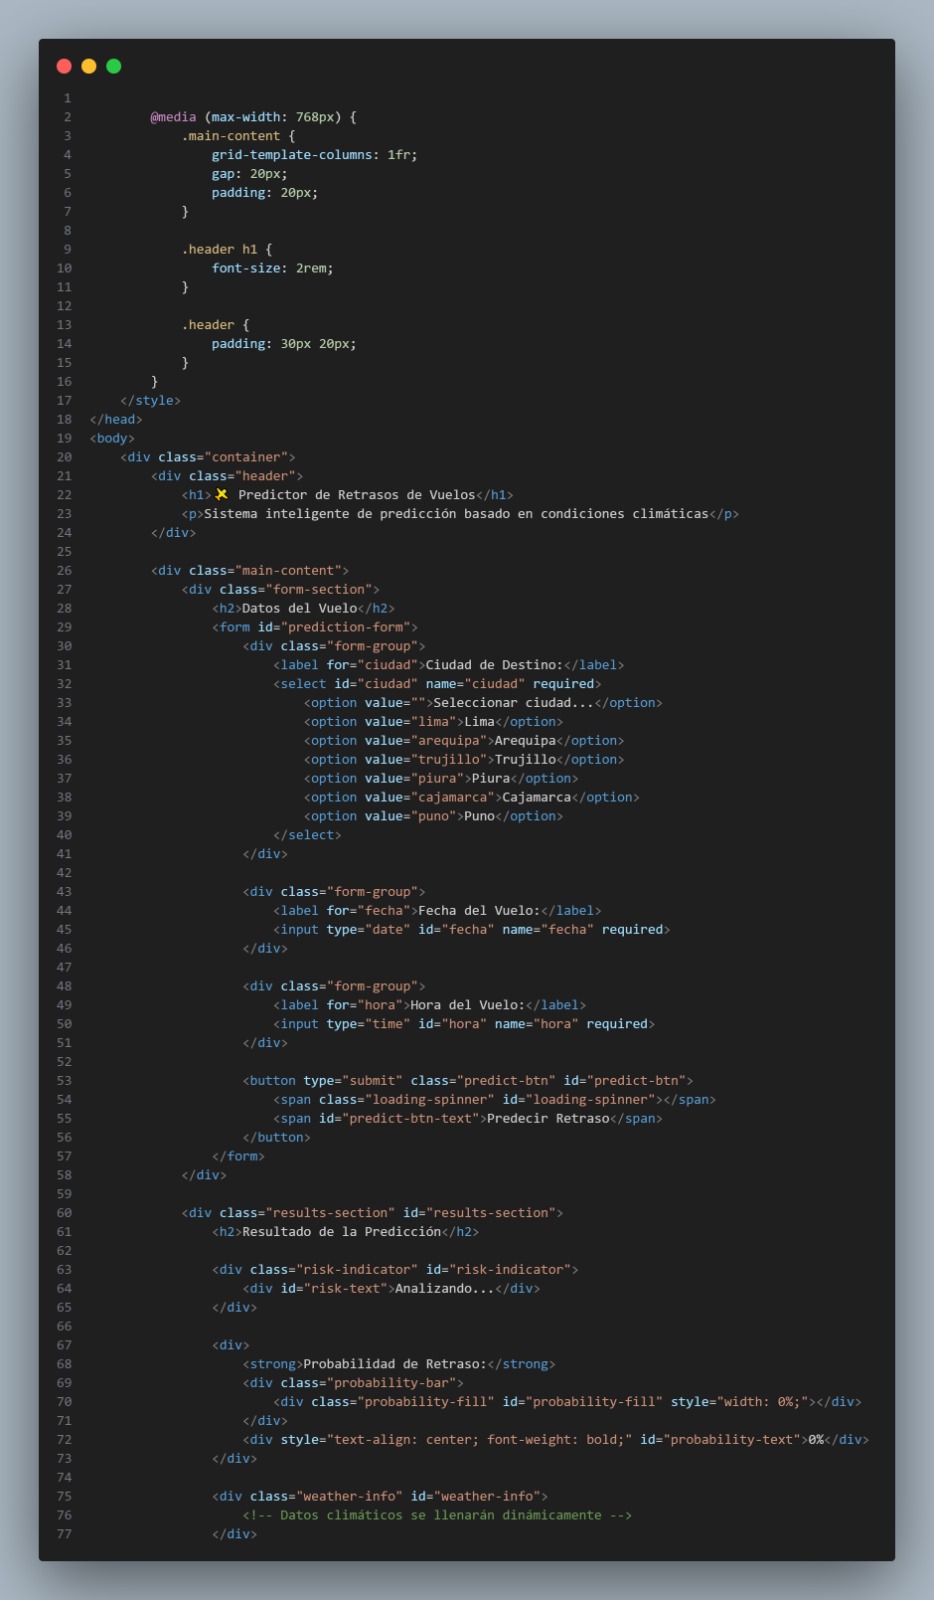 1
2 @media (max-width: 768px) {
3 .main-content {
4 grid-template-columns: 1fr;
5 gap: 20px;
6 padding: 20px;
7 }
8
9 .header h1 {
10 font-size: 2rem;
11 }
12
13 .header {
14 padding: 30px 20px;
15 }
16 }
17 </style>
18 </head>
19 <body>
20 <div class="container">
21 <div class="header">
22 <h1>✈ Predictor de Retrasos de Vuelos</h1>
23 <p>Sistema inteligente de predicción basado en condiciones climáticas</p>
24 </div>
25
26 <div class="main-content">
27 <div class="form-section">
28 <h2>Datos del Vuelo</h2>
29 <form id="prediction-form">
30 <div class="form-group">
31 <label for="ciudad">Ciudad de Destino:</label>
32 <select id="ciudad" name="ciudad" required>
33 <option value="">Seleccionar ciudad...</option>
34 <option value="lima">Lima</option>
35 <option value="arequipa">Arequipa</option>
36 <option value="trujillo">Trujillo</option>
37 <option value="piura">Piura</option>
38 <option value="cajamarca">Cajamarca</option>
39 <option value="puno">Puno</option>
40 </select>
41 </div>
42
43 <div class="form-group">
44 <label for="fecha">Fecha del Vuelo:</label>
45 <input type="date" id="fecha" name="fecha" required>
46 </div>
47
48 <div class="form-group">
49 <label for="hora">Hora del Vuelo:</label>
50 <input type="time" id="hora" name="hora" required>
51 </div>
52
53 <button type="submit" class="predict-btn" id="predict-btn">
54 <span class="loading-spinner" id="loading-spinner"></span>
55 <span id="predict-btn-text">Predecir Retraso</span>
56 </button>
57 </form>
58 </div>
59
60 <div class="results-section" id="results-section">
61 <h2>Resultado de la Predicción</h2>
62
63 <div class="risk-indicator" id="risk-indicator">
64 <div id="risk-text">Analizando...</div>
65 </div>
66
67 <div>
68 <strong>Probabilidad de Retraso:</strong>
69 <div class="probability-bar">
70 <div class="probability-fill" id="probability-fill" style="width: 0%;"></div>
71 </div>
72 <div style="text-align: center; font-weight: bold;" id="probability-text">0%</div>
73 </div>
74
75 <div class="weather-info" id="weather-info">
76 <!-- Datos climáticos se llenarán dinámicamente -->
77 </div>